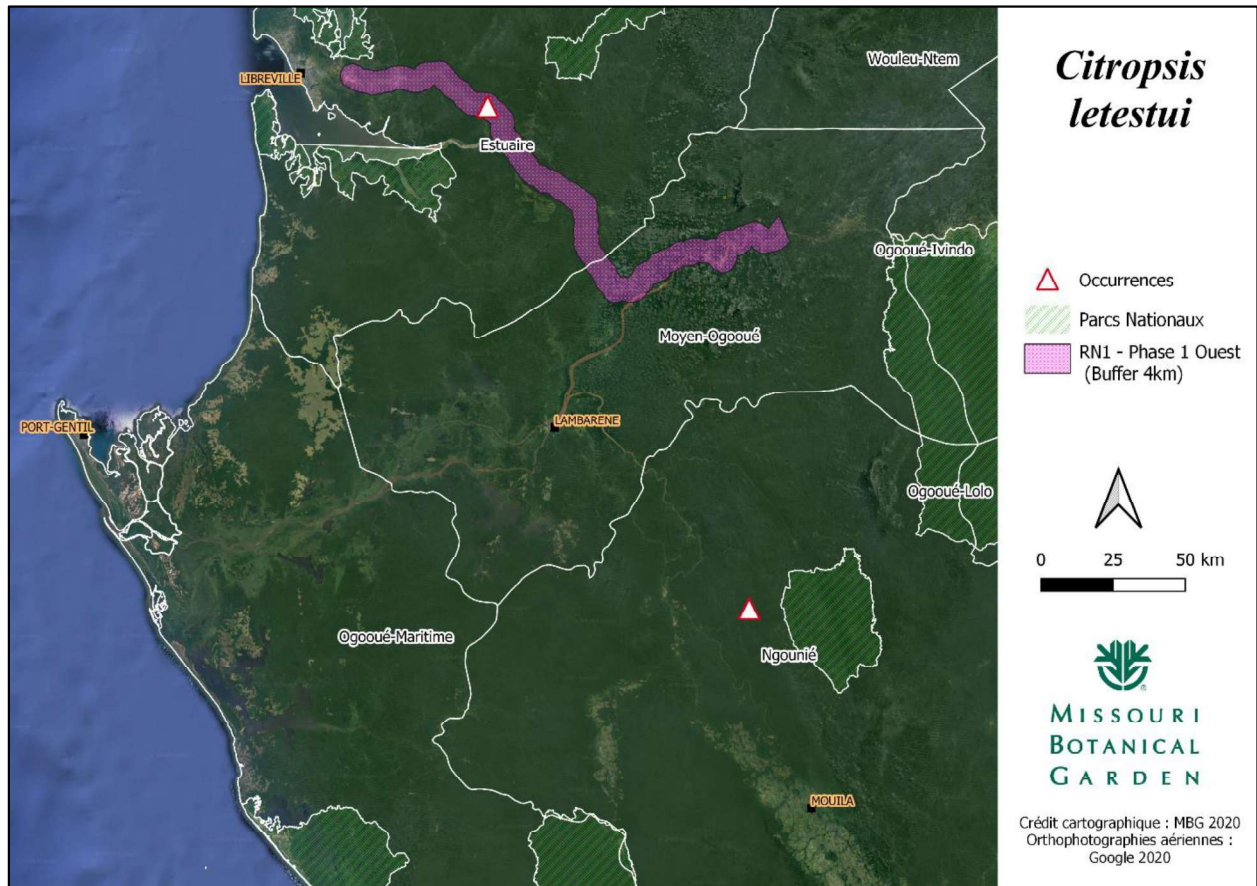 Citropsis
letestui
LIBREVILLE
Wouleu-Ntem
Estuaire
Ogooué-Ivindo
Moyen-Ogooué
PORT-GENTIL
LAMBARENE
Ogooué-Lolo
Ogooué-Maritime
Ngounié
MOUILA
Occurrences
Parcs Nationaux
RN1 - Phase 1 Ouest
(Buffer 4km)
0 25 50 km
MISSOURI
BOTANICAL
GARDEN
Crédit cartographique : MBG 2020
Orthophotographies aériennes :
Google 2020